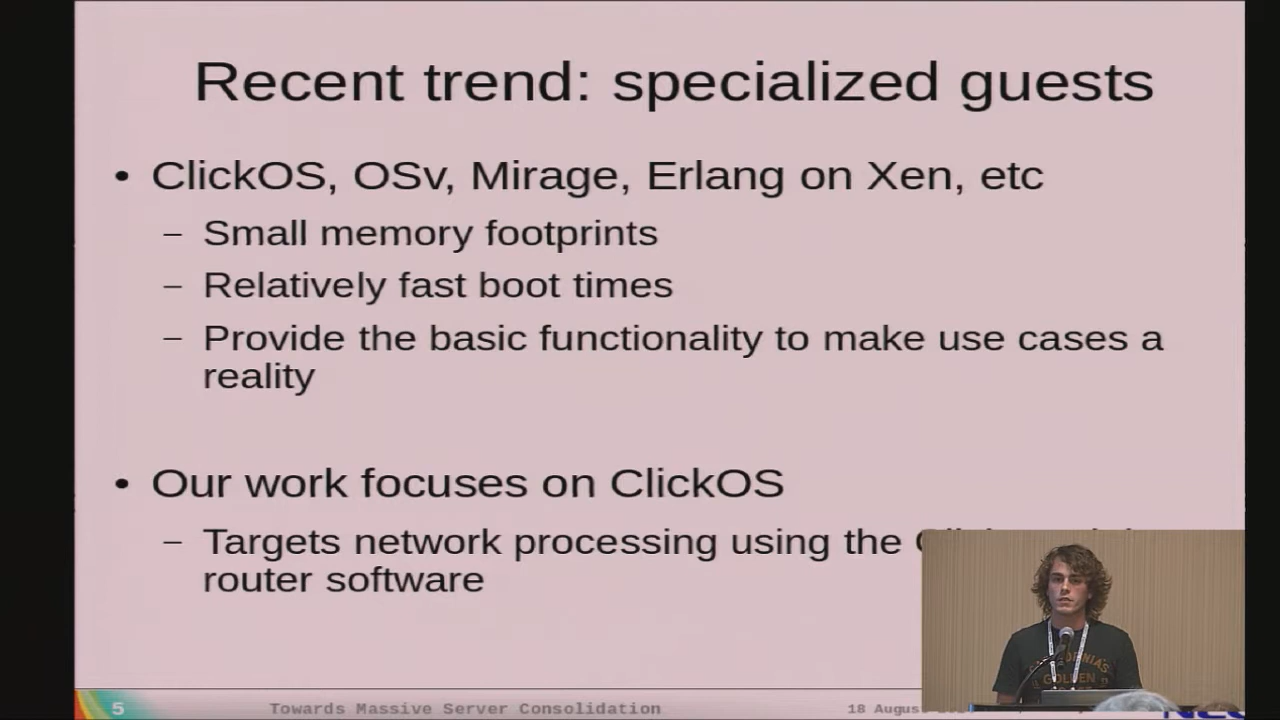 Recent trend: specialized guests
• ClickOS, OSv, Mirage, Erlang on Xen, etc
– Small memory footprints
– Relatively fast boot times
– Provide the basic functionality to make use cases a
reality
• Our work focuses on ClickOS
– Targets network processing using the
router software
GOLDEN
5 Towards Massive Server Consolidation 18 August
NEC